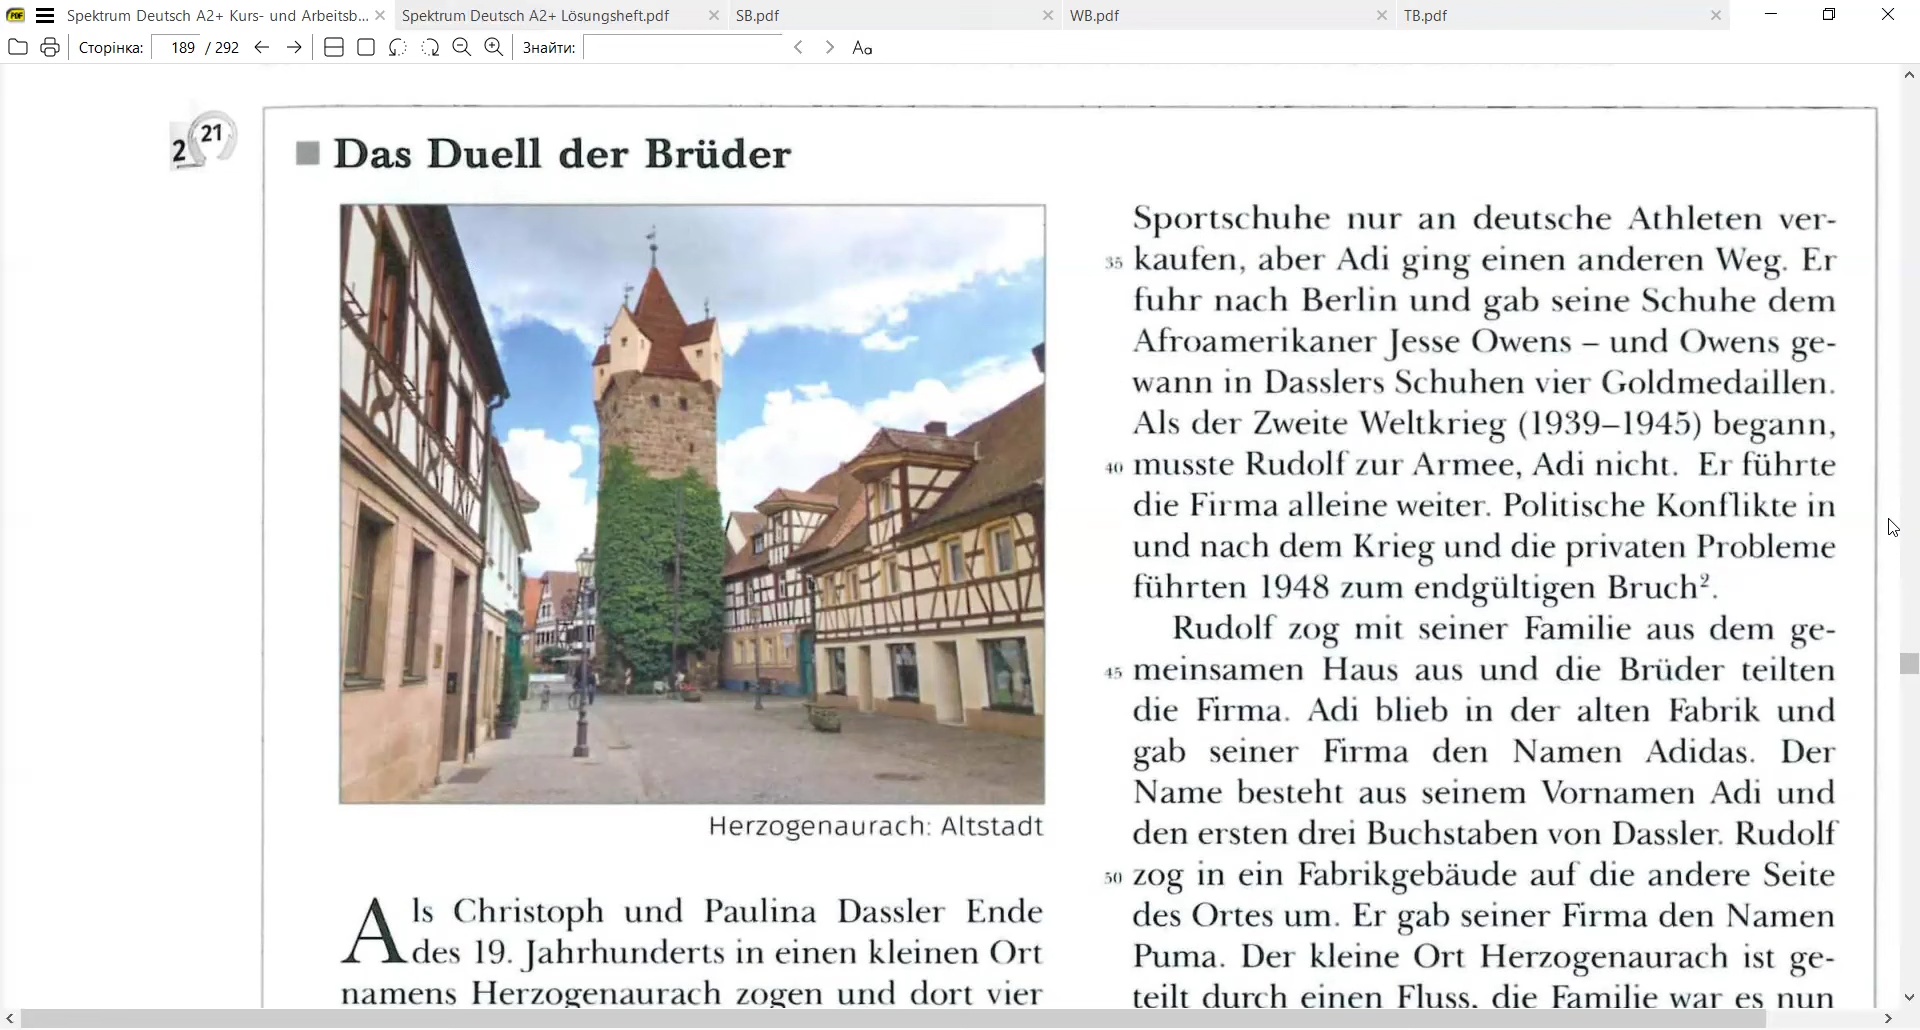 Spektrum Deutsch A2+ Kurs- und Arbeitsb...
Spektrum Deutsch A2+ Lösungsheft.pdf
SB.pdf
WB.pdf
TB.pdf
Сторінка: 189 / 292
Знайти:
Aa
2 21
Das Duell der Brüder
Herzogenaurach: Altstadt
Als Christoph und Paulina Dassler Ende
des 19. Jahrhunderts in einen kleinen Ort
namens Herzogenaurach zogen und dort vier
Sportschuhe nur an deutsche Athleten ver-
35 kaufen, aber Adi ging einen anderen Weg. Er
fuhr nach Berlin und gab seine Schuhe dem
Afroamerikaner Jesse Owens – und Owens ge-
wann in Dasslers Schuhen vier Goldmedaillen.
Als der Zweite Weltkrieg (1939–1945) begann,
40 musste Rudolf zur Armee, Adi nicht. Er führte
die Firma alleine weiter. Politische Konflikte in
und nach dem Krieg und die privaten Probleme
führten 1948 zum endgültigen Bruch².
Rudolf zog mit seiner Familie aus dem ge-
45 meinsamen Haus aus und die Brüder teilten
die Firma. Adi blieb in der alten Fabrik und
gab seiner Firma den Namen Adidas. Der
Name besteht aus seinem Vornamen Adi und
den ersten drei Buchstaben von Dassler. Rudolf
50 zog in ein Fabrikgebäude auf die andere Seite
des Ortes um. Er gab seiner Firma den Namen
Puma. Der kleine Ort Herzogenaurach ist ge-
teilt durch einen Fluss, die Familie war es nun